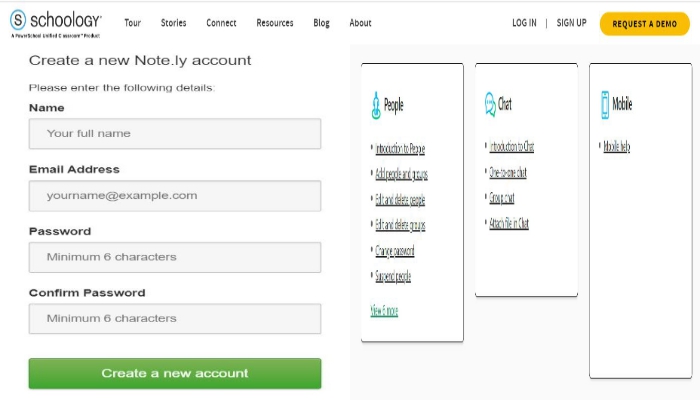 schoology®
A PowerSchool Unified Classroom™ Product
Tour Stories Connect Resources Blog About
LOG IN | SIGN UP REQUEST A DEMO
Create a new Note.ly account
Please enter the following details:
Name
Your full name
Email Address
yourname@example.com
Password
Minimum 6 characters
Confirm Password
Minimum 6 characters
Create a new account
People
Introduction to People
Add people and groups
Edit and delete people
Edit and delete groups
Change password
Suspend people
View 6 more
Chat
Introduction to Chat
One-to-one chat
Group chat
Attach file in Chat
Mobile
Mobile help